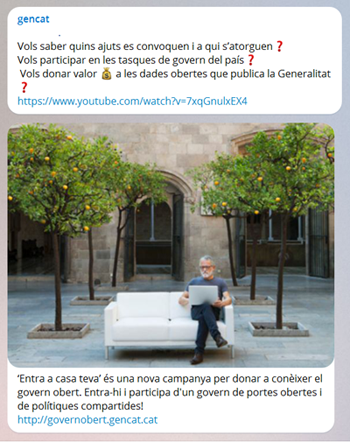 gencat
Vols saber quins ajuts es convoquen i a qui s’atorguen ❓
Vols participar en les tasques de govern del país ❓
Vols donar valor 💰 a les dades obertes que publica la Generalitat
❓
https://www.youtube.com/watch?v=7xqGnulxEX4
‘Entra a casa teva’ és una nova campanya per donar a conèixer el
govern obert. Entra-hi i participa d'un govern de portes obertes i
de polítiques compartides!
http://governobert.gencat.cat